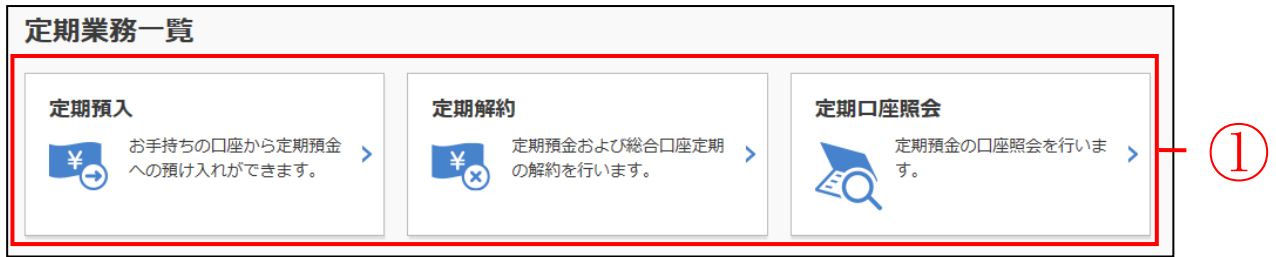 定期業務一覧
定期預入
お手持ちの口座から定期預金
への預け入れができます。
定期解約
定期預金および総合口座定期
の解約を行います。
定期口座照会
定期預金の口座照会を行いま
す。
①